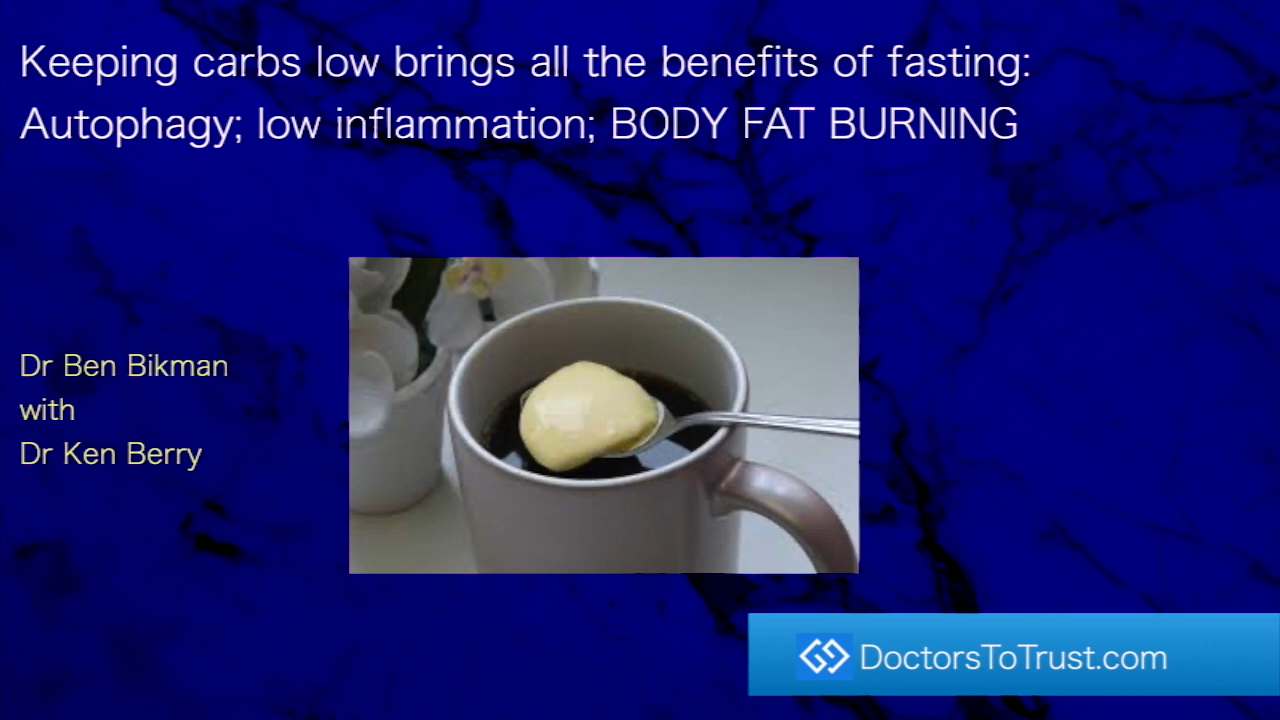 Keeping carbs low brings all the benefits of fasting:
Autophagy; low inflammation; BODY FAT BURNING
Dr Ben Bikman
with
Dr Ken Berry
DoctorsToTrust.com